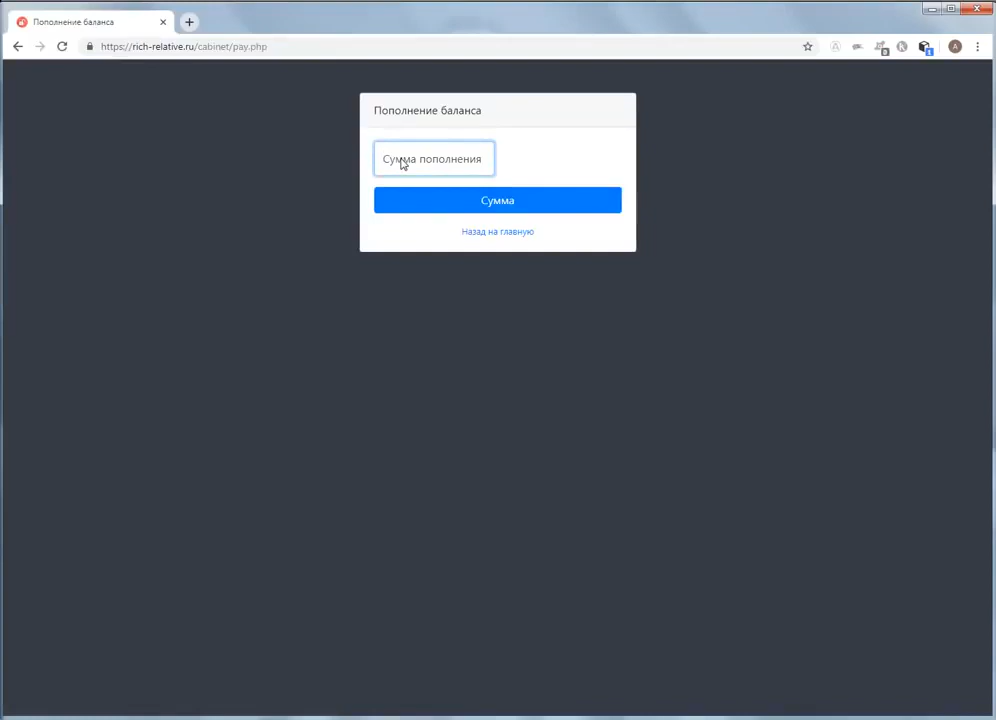 Пополнение баланса
https://rich-relative.ru/cabinet/pay.php
Пополнение баланса
Сумма пополнения
Сумма
Назад на главную